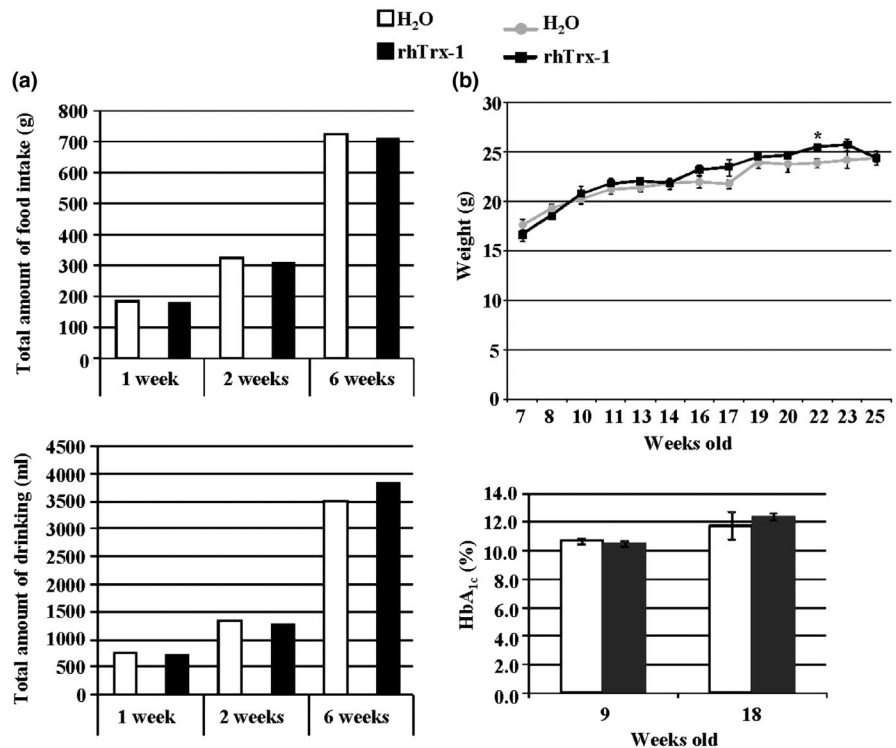 H2O
rhTrx-1
H2O
rhTrx-1
(a)
Total amount of food intake (g)
800
700
600
500
400
300
200
100
0
1 week 2 weeks 6 weeks
Total amount of drinking (ml)
4500
4000
3500
3000
2500
2000
1500
1000
500
0
1 week 2 weeks 6 weeks
(b)
Weight (g)
30
25
20
15
10
5
0
*
7 8 10 11 13 14 16 17 19 20 22 23 25
Weeks old
HbA1c (%)
14.0
12.0
10.0
8.0
6.0
4.0
2.0
0.0
9 18
Weeks old